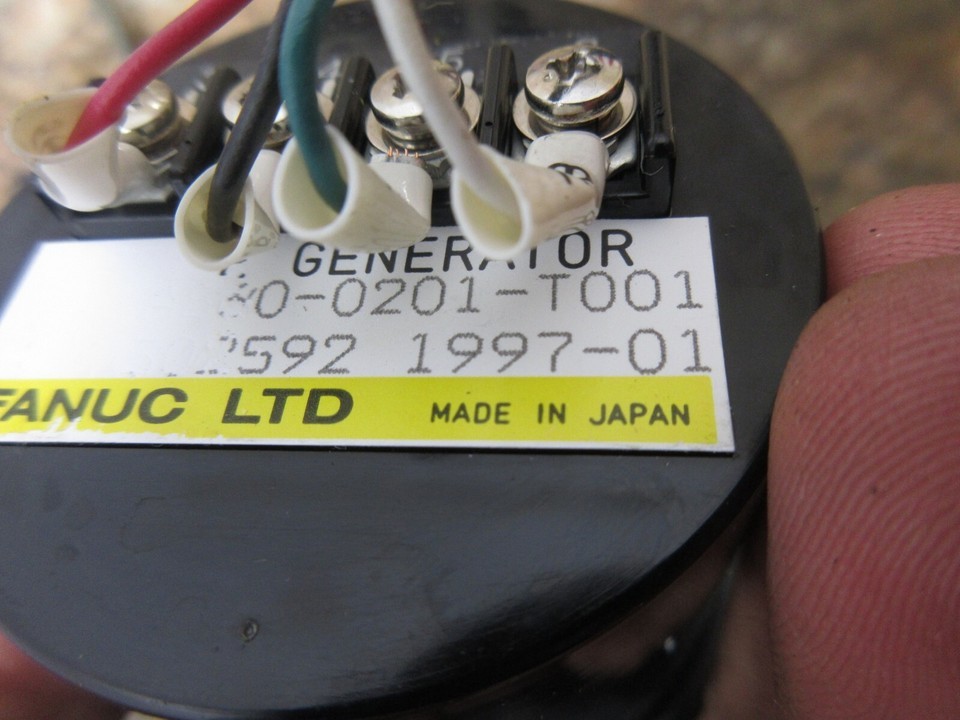 GENERATOR
0-0201-T001
592 1997-01
FANUC LTD MADE IN JAPAN